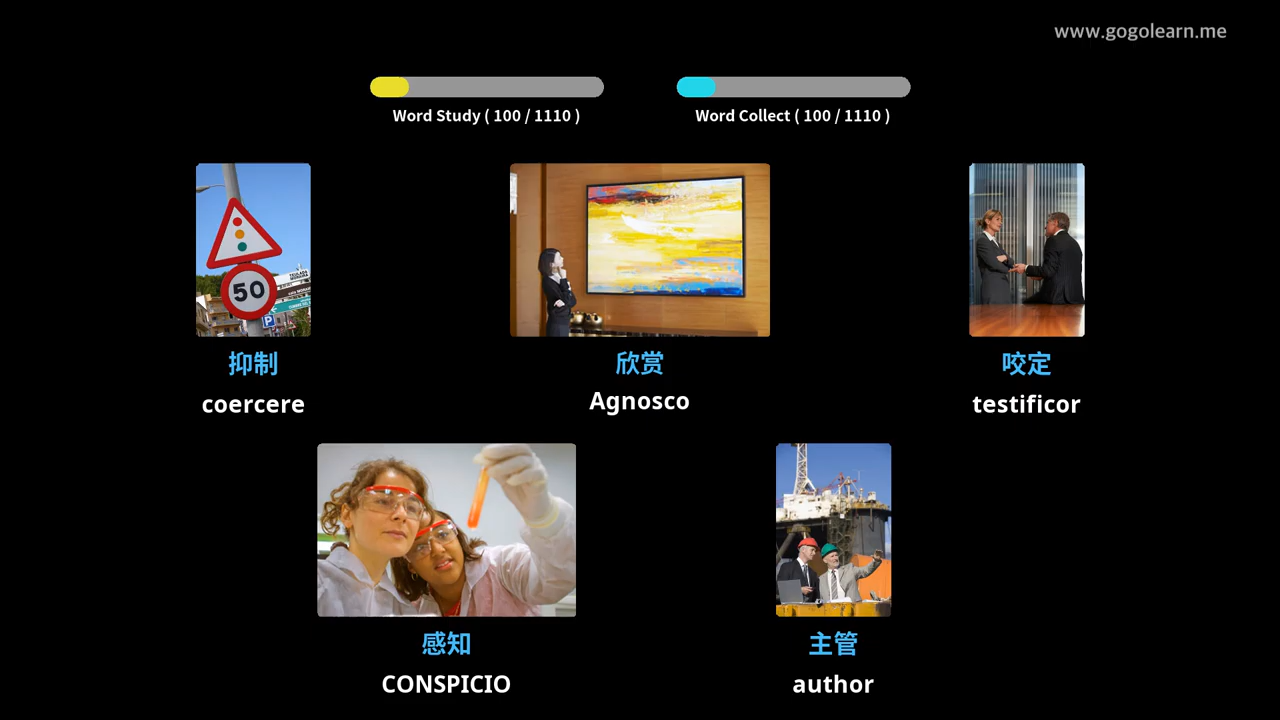 www.gogolearn.me
Word Study ( 100 / 1110 )
Word Collect ( 100 / 1110 )
50
P
抑制
coercere
欣赏
Agnosco
咬定
testificor
感知
CONSPICIO
主管
author